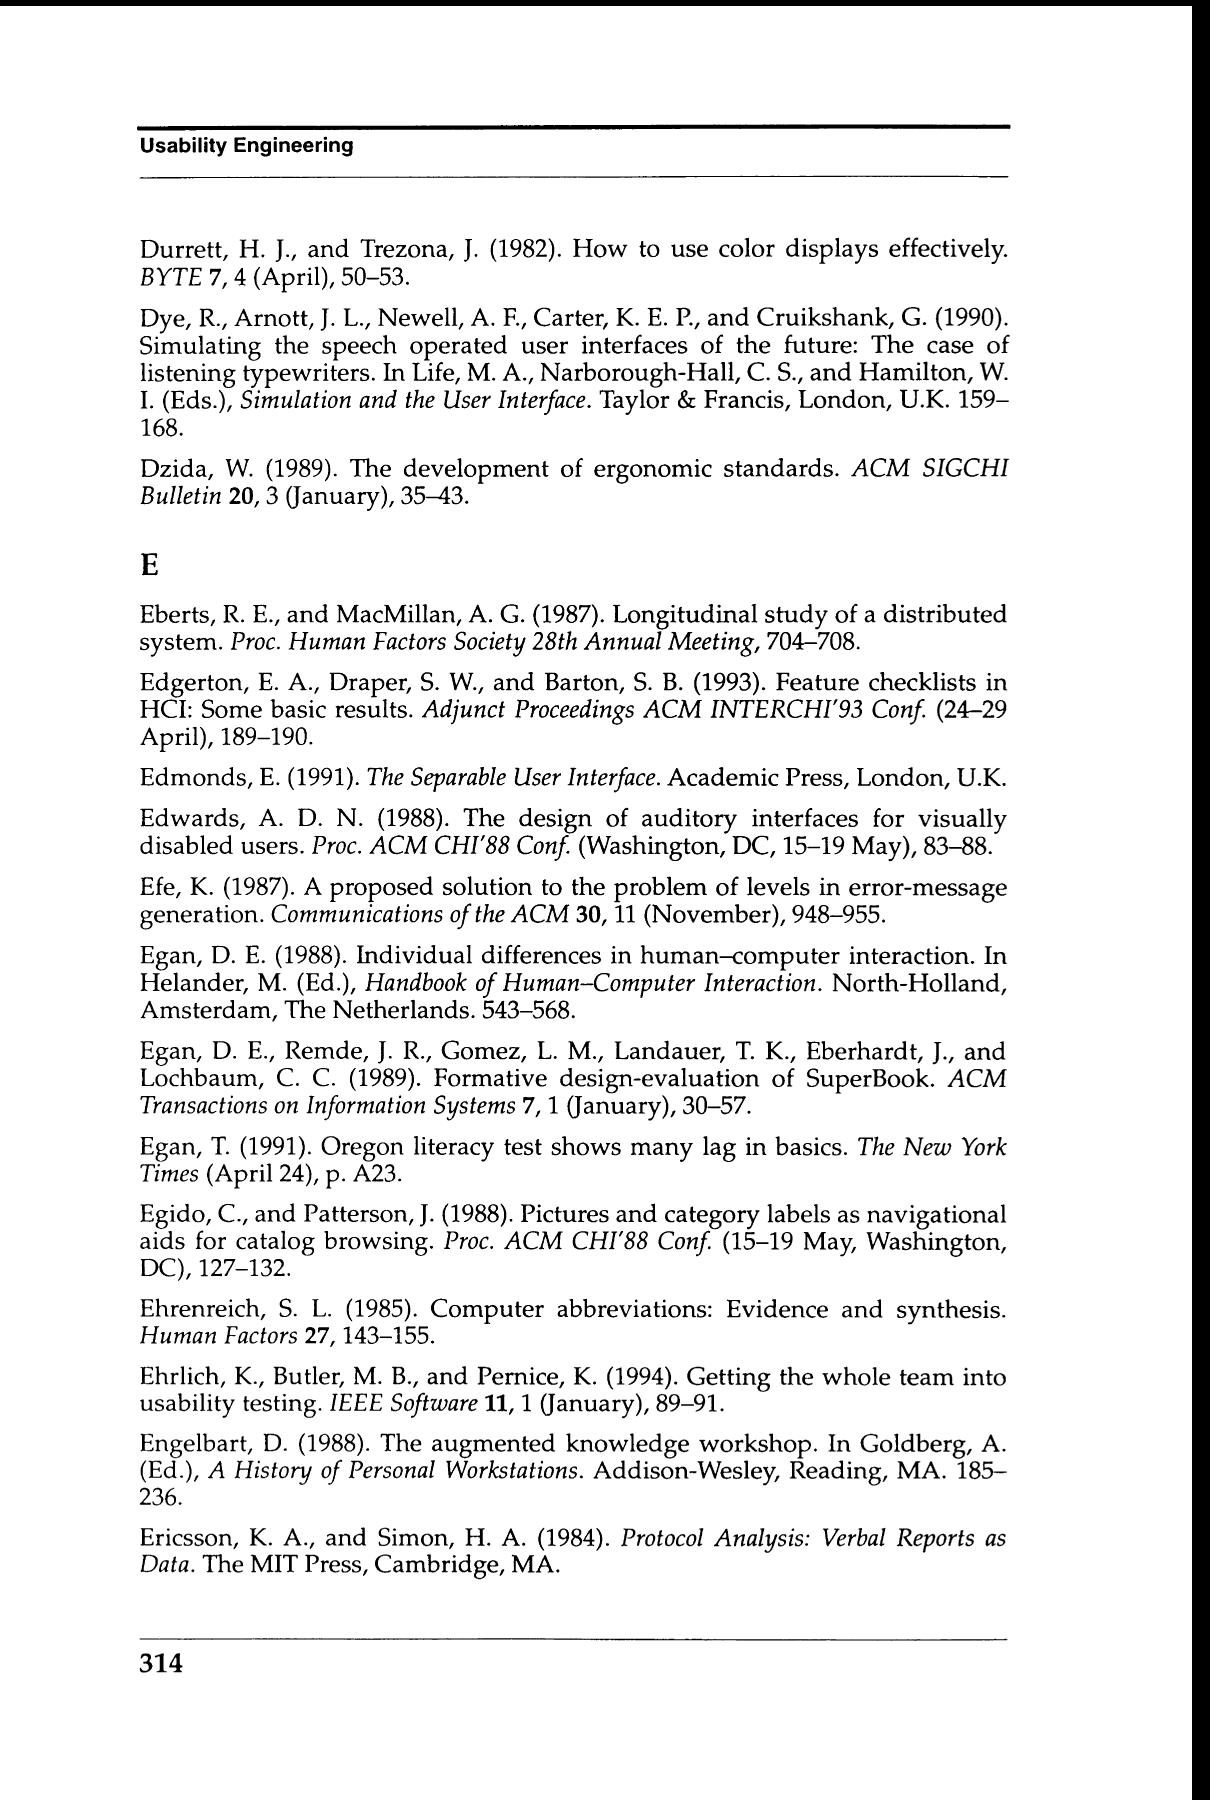 Usability Engineering
Durrett, H. J., and Trezona, J. (1982). How to use color displays effectively.
BYTE 7, 4 (April), 50–53.
Dye, R., Arnott, J. L., Newell, A. F., Carter, K. E. P., and Cruikshank, G. (1990).
Simulating the speech operated user interfaces of the future: The case of
listening typewriters. In Life, M. A., Narborough-Hall, C. S., and Hamilton, W.
I. (Eds.), Simulation and the User Interface. Taylor & Francis, London, U.K. 159–
168.
Dzida, W. (1989). The development of ergonomic standards. ACM SIGCHI
Bulletin 20, 3 (January), 35–43.
E
Eberts, R. E., and MacMillan, A. G. (1987). Longitudinal study of a distributed
system. Proc. Human Factors Society 28th Annual Meeting, 704–708.
Edgerton, E. A., Draper, S. W., and Barton, S. B. (1993). Feature checklists in
HCI: Some basic results. Adjunct Proceedings ACM INTERCHI'93 Conf. (24–29
April), 189–190.
Edmonds, E. (1991). The Separable User Interface. Academic Press, London, U.K.
Edwards, A. D. N. (1988). The design of auditory interfaces for visually
disabled users. Proc. ACM CHI'88 Conf. (Washington, DC, 15–19 May), 83–88.
Efe, K. (1987). A proposed solution to the problem of levels in error-message
generation. Communications of the ACM 30, 11 (November), 948–955.
Egan, D. E. (1988). Individual differences in human–computer interaction. In
Helander, M. (Ed.), Handbook of Human–Computer Interaction. North-Holland,
Amsterdam, The Netherlands. 543–568.
Egan, D. E., Remde, J. R., Gomez, L. M., Landauer, T. K., Eberhardt, J., and
Lochbaum, C. C. (1989). Formative design-evaluation of SuperBook. ACM
Transactions on Information Systems 7, 1 (January), 30–57.
Egan, T. (1991). Oregon literacy test shows many lag in basics. The New York
Times (April 24), p. A23.
Egido, C., and Patterson, J. (1988). Pictures and category labels as navigational
aids for catalog browsing. Proc. ACM CHI'88 Conf. (15–19 May, Washington,
DC), 127–132.
Ehrenreich, S. L. (1985). Computer abbreviations: Evidence and synthesis.
Human Factors 27, 143–155.
Ehrlich, K., Butler, M. B., and Pernice, K. (1994). Getting the whole team into
usability testing. IEEE Software 11, 1 (January), 89–91.
Engelbart, D. (1988). The augmented knowledge workshop. In Goldberg, A.
(Ed.), A History of Personal Workstations. Addison-Wesley, Reading, MA. 185–
236.
Ericsson, K. A., and Simon, H. A. (1984). Protocol Analysis: Verbal Reports as
Data. The MIT Press, Cambridge, MA.
314